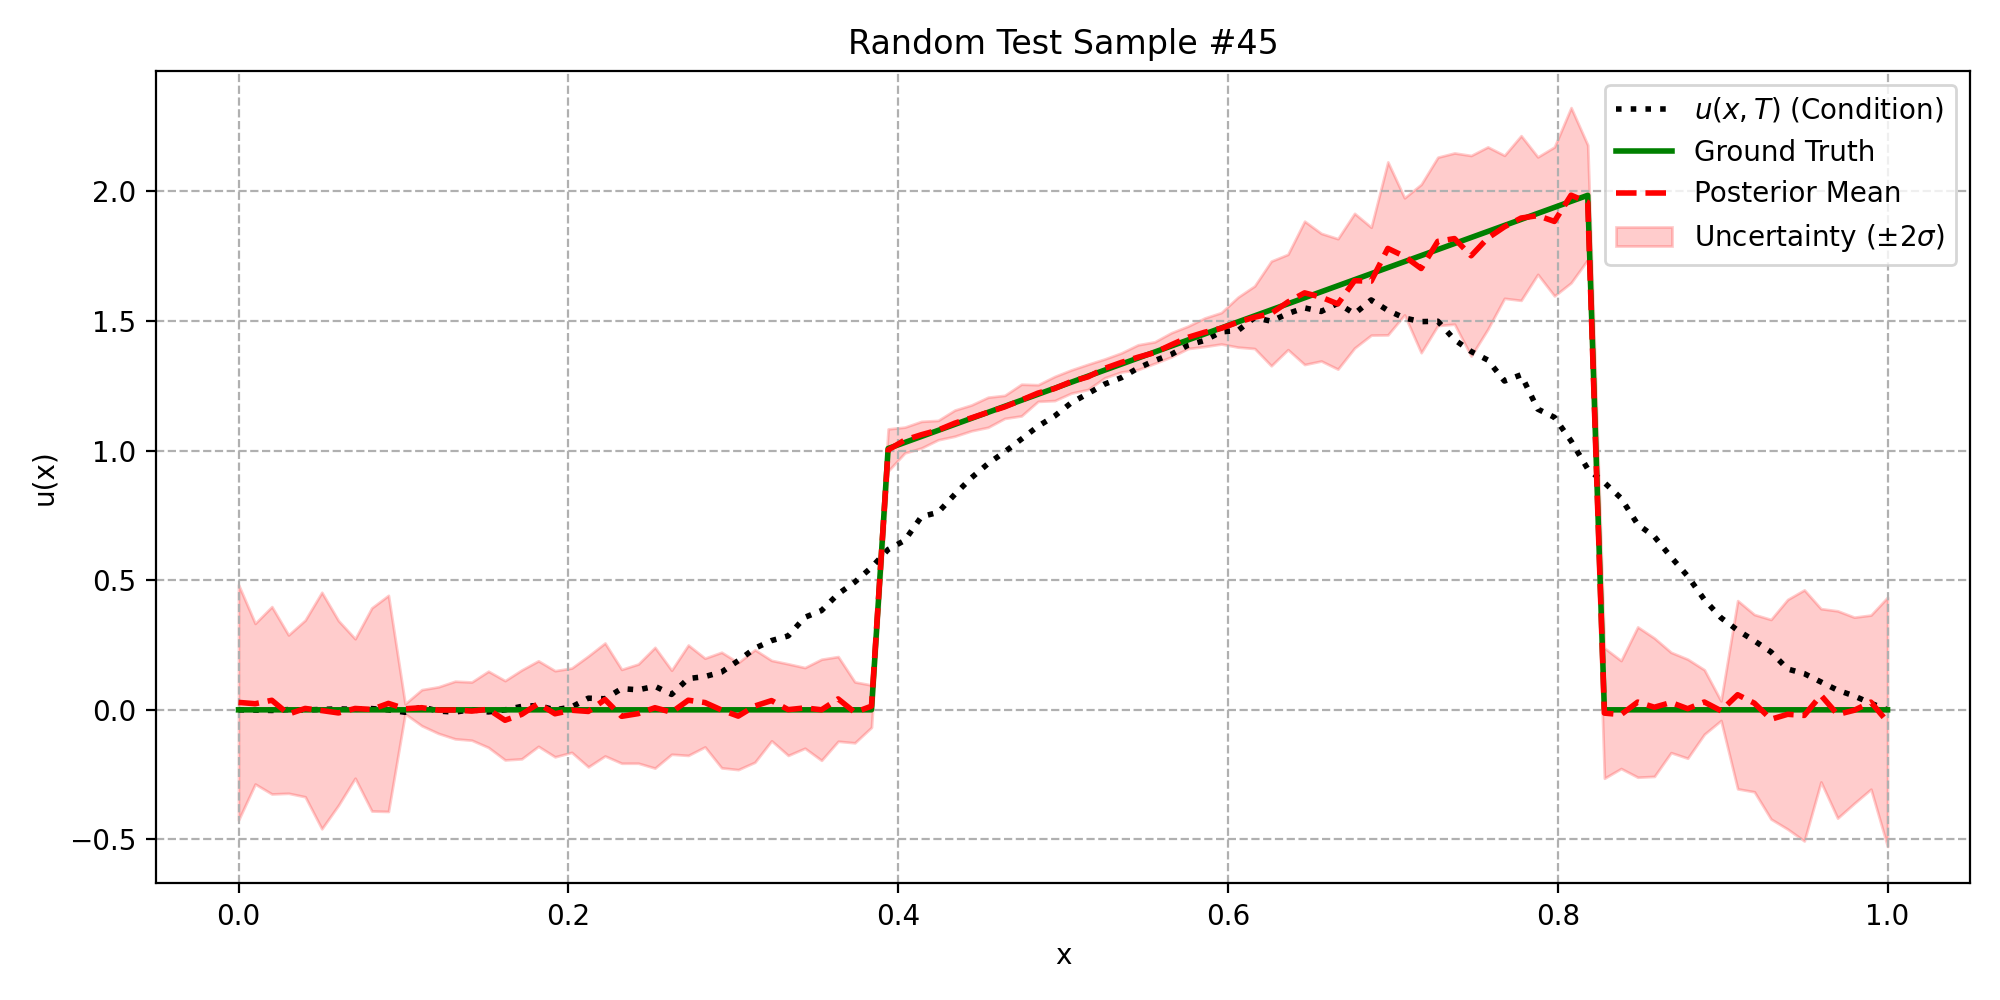 Random Test Sample #45
u(x, T) (Condition)
Ground Truth
Posterior Mean
Uncertainty (±2σ)
u(x)
2.0
1.5
1.0
0.5
0.0
−0.5
0.0 0.2 0.4 0.6 0.8 1.0
x